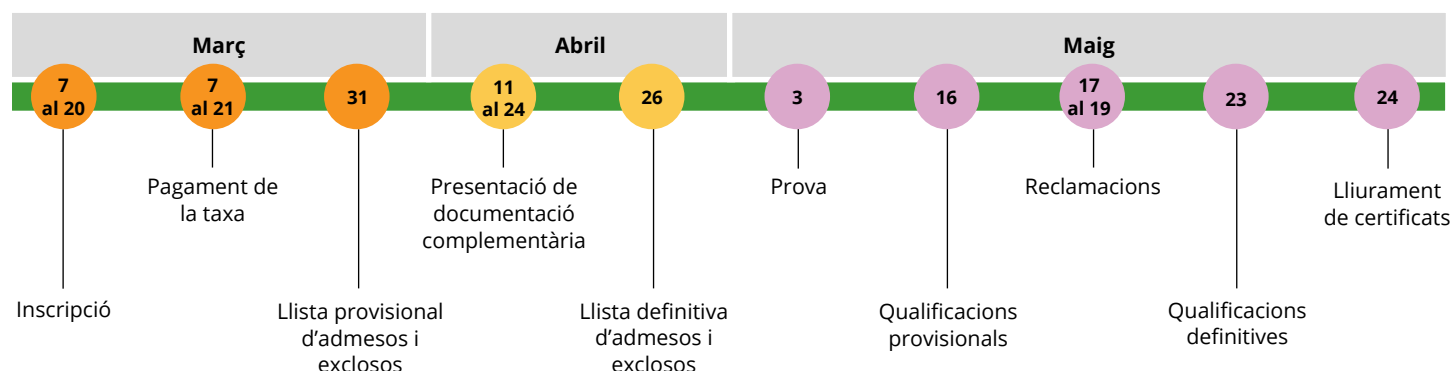 Març
Abril
Maig
7
al 20
7
al 21
31
11
al 24
26
3
16
17
al 19
23
24
Pagament de
la taxa
Presentació de
documentació
complementària
Prova
Reclamacions
Lliurament
de certificats
Inscripció
Llista provisional
d'admesos i
exclosos
Llista definitiva
d'admesos i
exclosos
Qualificacions
provisionals
Qualificacions
definitives